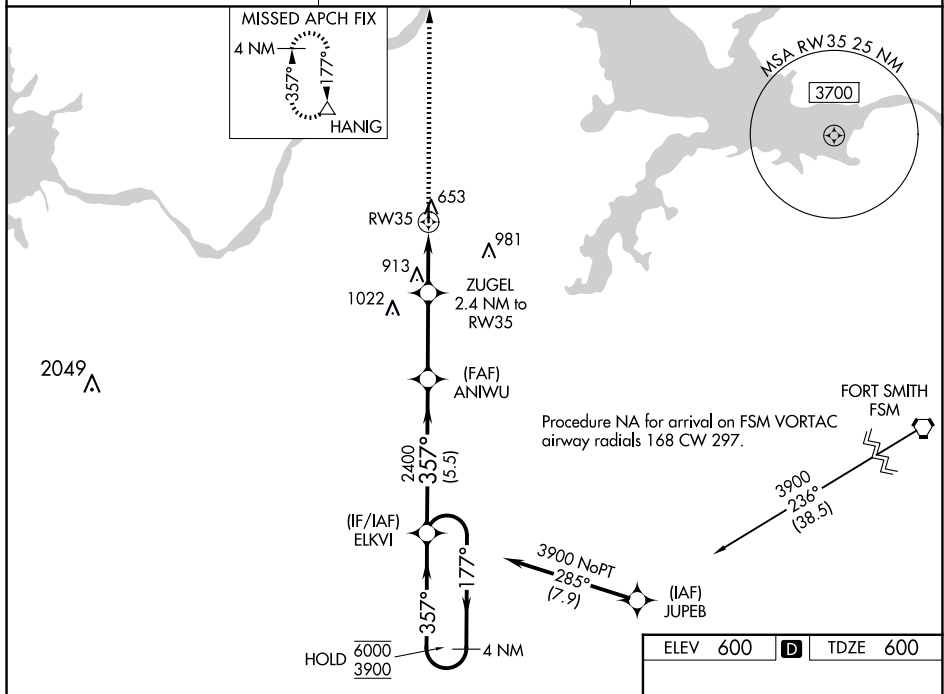 MISSED APCH FIX
4 NM
357°
177°
HANIG
MSA RW35 25 NM
3700
653
RW35
981
913
ZUGEL
2.4 NM to
RW35
1022
2049
(FAF)
ANIWU
FORT SMITH
FSM
Procedure NA for arrival on FSM VORTAC
airway radials 168 CW 297.
2400
357°
(5.5)
3900
236°
(38.5)
(IF/IAF)
ELKVI
3900 NoPT
285°
(7.9)
(IAF)
JUPEB
357°
177°
HOLD
6000
3900
4 NM
ELEV 600
D
TDZE 600